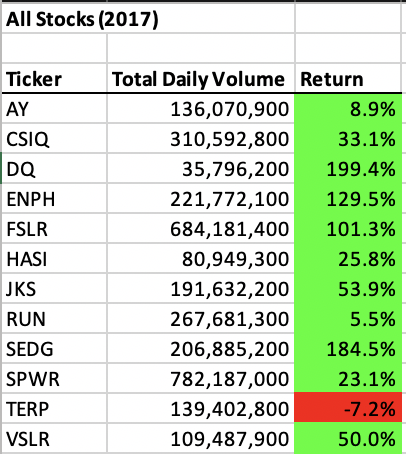 All Stocks (2017)
Ticker Total Daily Volume Return
AY 136,070,900 8.9%
CSIQ 310,592,800 33.1%
DQ 35,796,200 199.4%
ENPH 221,772,100 129.5%
FSLR 684,181,400 101.3%
HASI 80,949,300 25.8%
JKS 191,632,200 53.9%
RUN 267,681,300 5.5%
SEDG 206,885,200 184.5%
SPWR 782,187,000 23.1%
TERP 139,402,800 -7.2%
VSLR 109,487,900 50.0%